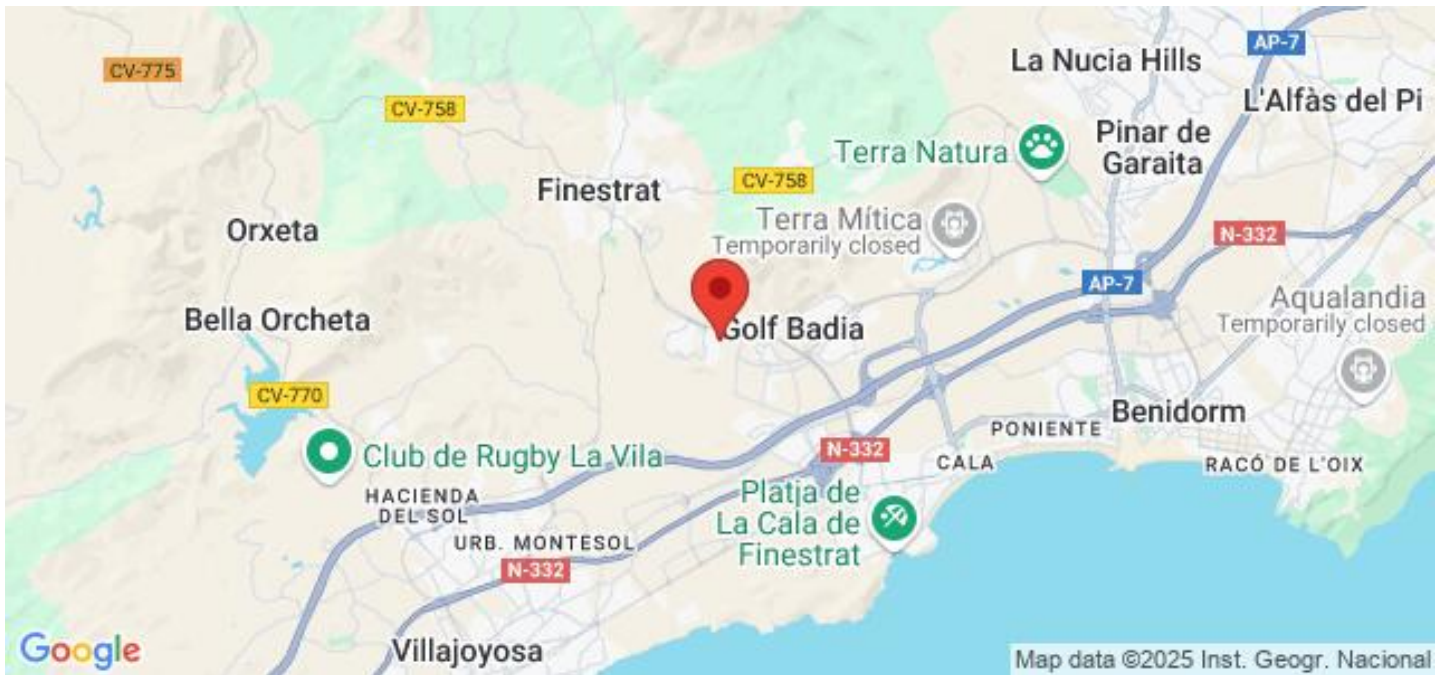 AP-7
La Nucia Hills
CV-775
L'Alfàs del Pi
CV-758
Pinar de
Garaita
Terra Natura
Finestrat
CV-758
Terra Mítica
Temporarily closed
Orxeta
N-332
AP-7
Aqualandia
Temporarily closed
Bella Orcheta
Golf Badia
CV-770
Benidorm
PONIENTE
N-332
Club de Rugby La Vila
CALA
RACÓ DE L'OIX
HACIENDA
DEL SOL
Platja de
La Cala de
Finestrat
URB. MONTESOL
N-332
Villajoyosa
Google
Map data ©2025 Inst. Geogr. Nacional